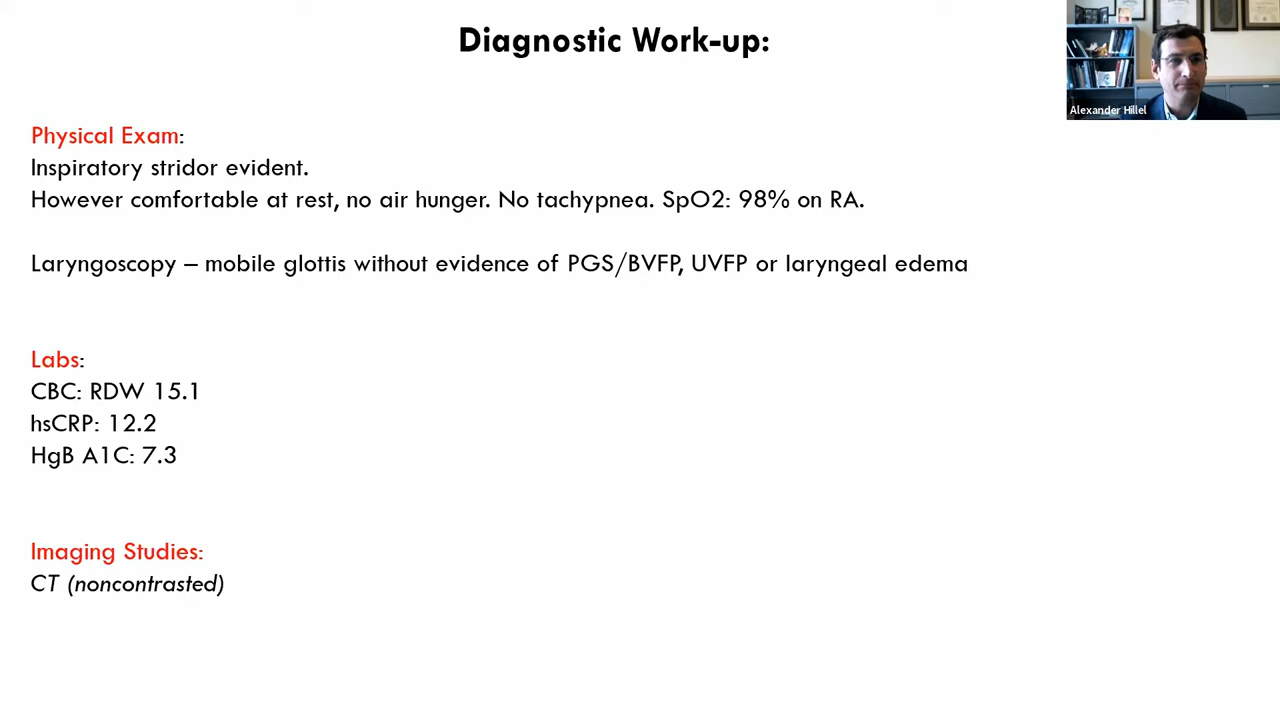 Diagnostic Work-up:
Alexander Hillel
Physical Exam:
Inspiratory stridor evident.
However comfortable at rest, no air hunger. No tachypnea. SpO2: 98% on RA.
Laryngoscopy – mobile glottis without evidence of PGS/BVFP, UVFP or laryngeal edema
Labs:
CBC: RDW 15.1
hsCRP: 12.2
HgB A1C: 7.3
Imaging Studies:
CT (noncontrasted)